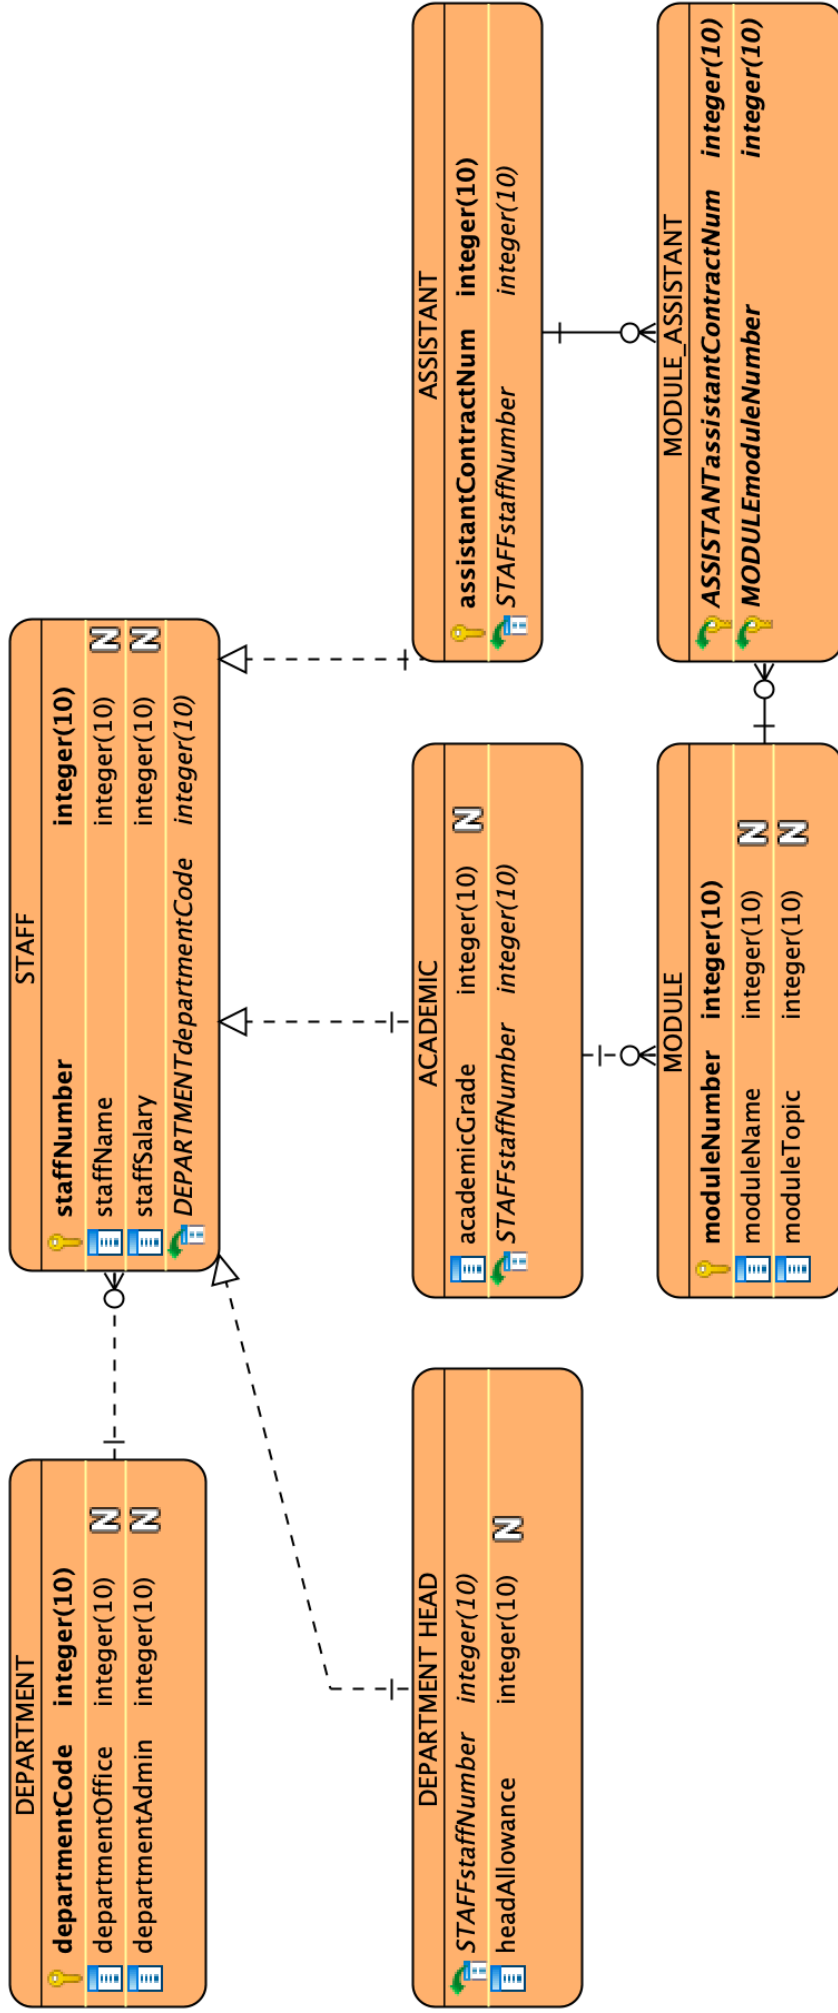 DEPARTMENT
departmentCode integer(10)
departmentOffice integer(10) N
departmentAdmin integer(10) N
STAFF
staffNumber integer(10)
staffName integer(10) N
staffSalary integer(10) N
DEPARTMENTdepartmentCode integer(10)
DEPARTMENT HEAD
STAFFstaffNumber integer(10)
headAllowance integer(10) N
ACADEMIC
academicGrade integer(10) N
STAFFstaffNumber integer(10)
ASSISTANT
assistantContractNum integer(10)
STAFFstaffNumber integer(10)
MODULE
moduleNumber integer(10)
moduleName integer(10) N
moduleTopic integer(10) N
MODULE_ASSISTANT
ASSISTANTassistantContractNum integer(10)
MODULEmoduleNumber integer(10)